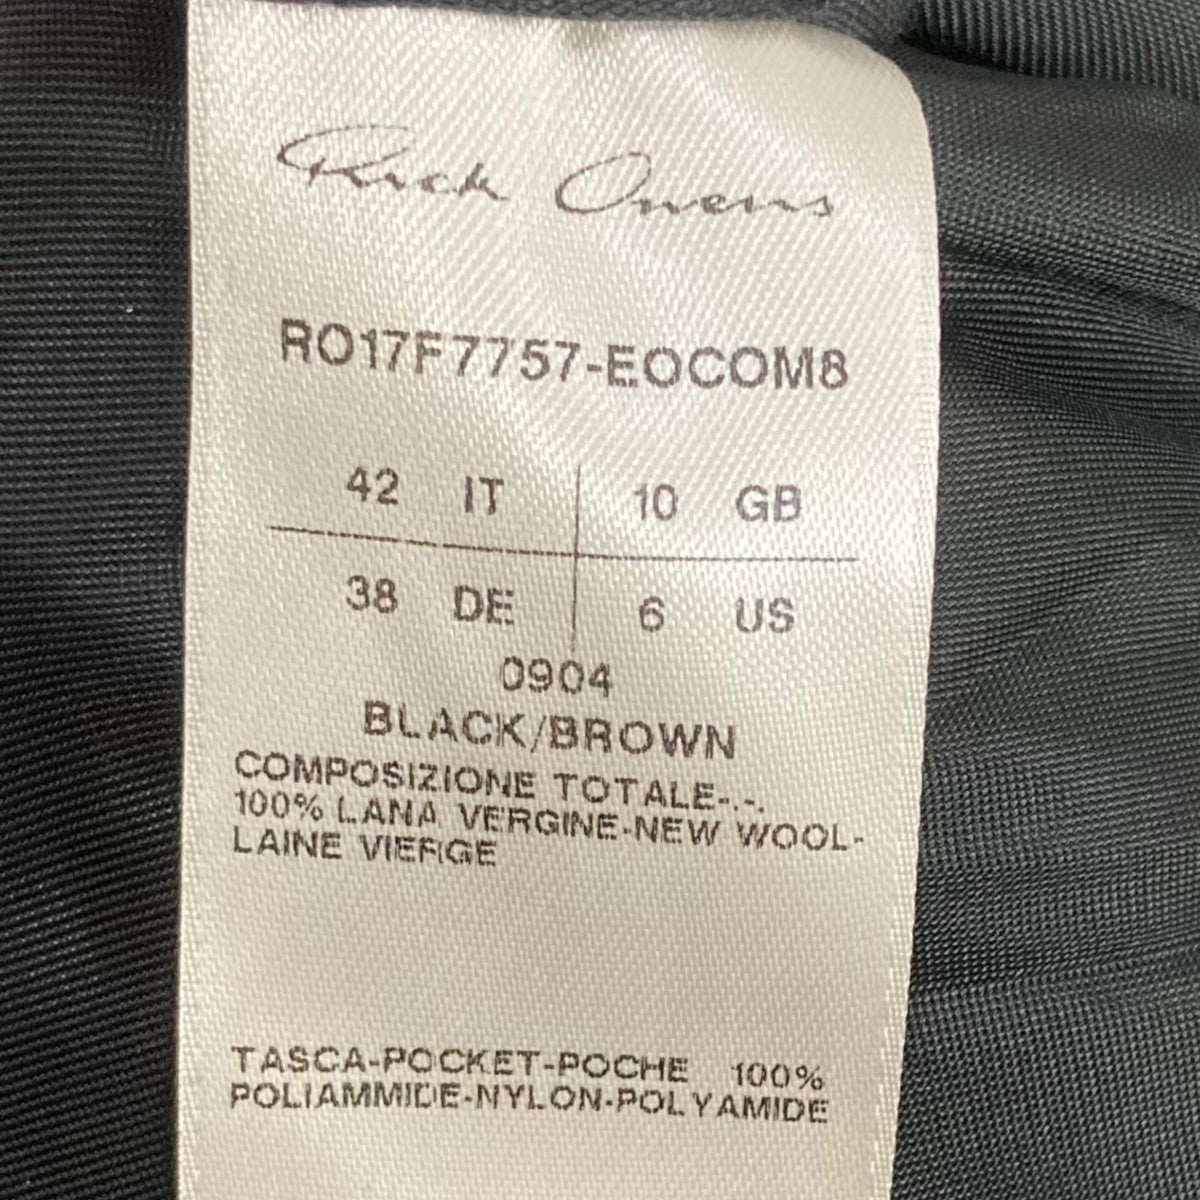 Rick Owens
RO17F7757-EOCOM8
42 IT 10 GB
38 DE 6 US
0904
BLACK/BROWN
COMPOSIZIONE TOTALE-.-.
100% LANA VERGINE-NEW WOOL-
LAINE VIERGE
TASCA-POCKET-POCHE 100%
POLIAMMIDE-NYLON-POLYAMIDE